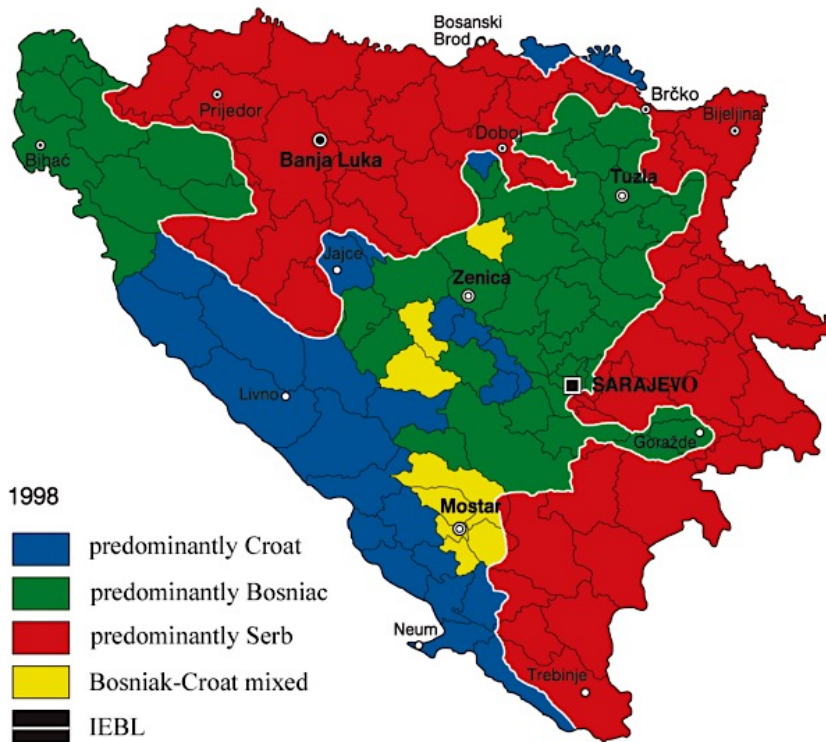 Bosanski
Brod
Brčko
Prijedor
Bijeljina
Doboj
Banja Luka
Bihać
Tuzla
Jajce
Zenica
SARAJEVO
Livno
Goražde
1998
Mostar
predominantly Croat
predominantly Bosniac
predominantly Serb
Neum
Bosniak-Croat mixed
Trebinje
IEBL